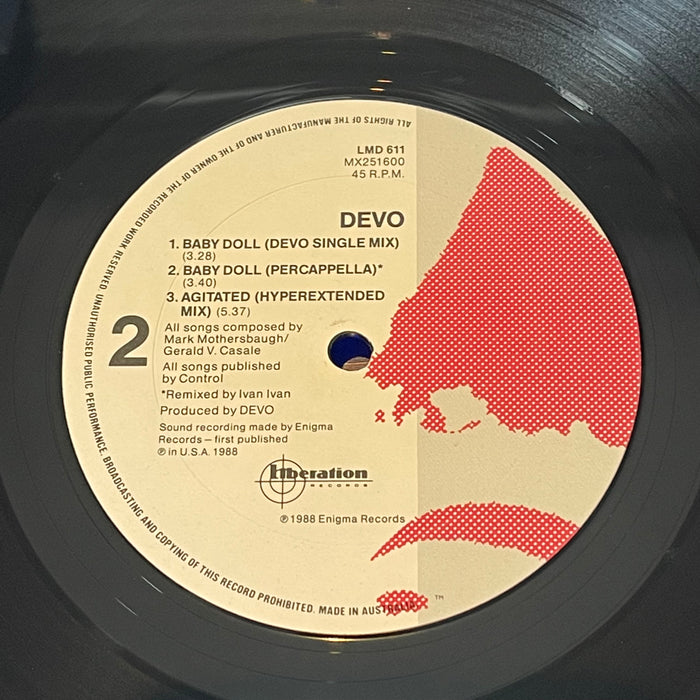 LMD 611
MX251600
45 R.P.M.
DEVO
1. BABY DOLL (DEVO SINGLE MIX)
(3.28)
2. BABY DOLL (PERCAPPELLA)*
(3.40)
3. AGITATED (HYPEREXTENDED
MIX) (5.37)
2
All songs composed by
Mark Mothersbaugh/
Gerald V. Casale
All songs published
by Control
*Remixed by Ivan Ivan
Produced by DEVO
Sound recording made by Enigma
Records – first published
℗ in U.S.A. 1988
Liberation
RECORDS
℗ 1988 Enigma Records
TM
ALL RIGHTS OF THE MANUFACTURER AND OF THE OWNER OF THE RECORDED WORK RESERVED. UNAUTHORISED PUBLIC PERFORMANCE, BROADCASTING AND COPYING OF THIS RECORD PROHIBITED. MADE IN AUSTRALIA